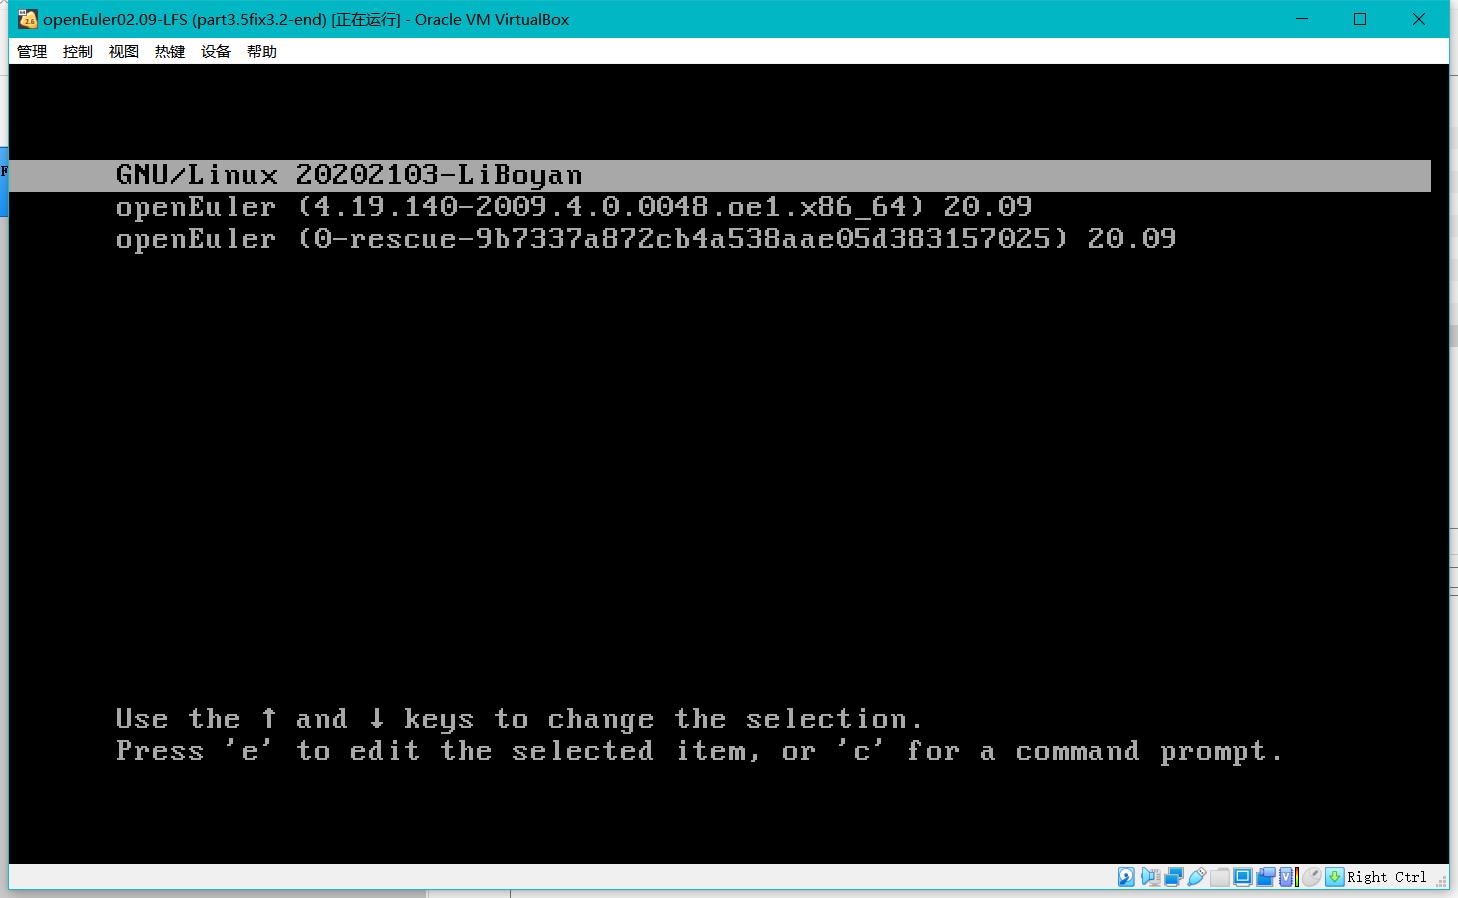 openEuler02.09-LFS (part3.5fix3.2-end) [正在运行] - Oracle VM VirtualBox
管理 控制 视图 热键 设备 帮助
GNU/Linux 20202103-LiBoyan
openEuler (4.19.140-2009.4.0.0048.oe1.x86_64) 20.09
openEuler (0-rescue-9b7337a872cb4a538aae05d383157025) 20.09
Use the ↑ and ↓ keys to change the selection.
Press 'e' to edit the selected item, or 'c' for a command prompt.
Right Ctrl